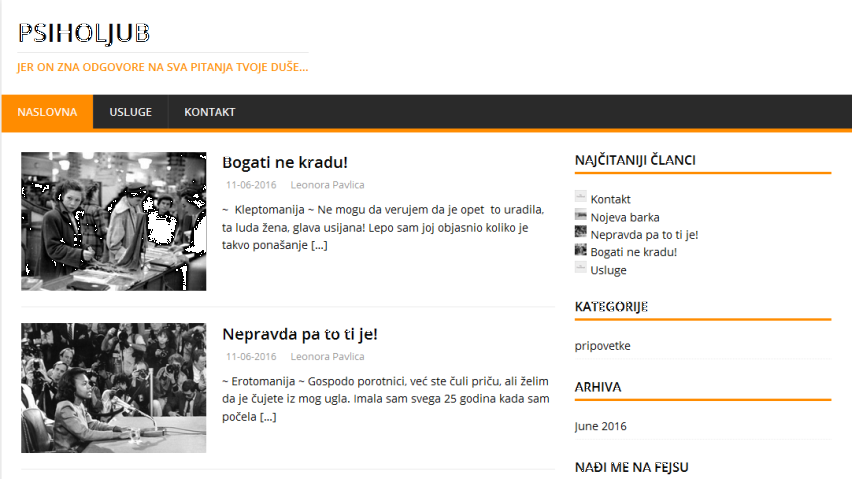 PSIHOLJUB
JER ON ZNA ODGOVORE NA SVA PITANJA TVOJE DUŠE...
NASLOVNA
USLUGE
KONTAKT
Bogati ne kradu!
11-06-2016
Leonora Pavlica
~ Kleptomanija ~ Ne mogu da verujem da je opet to uradila,
ta luda žena, glava usijana! Lepo sam joj objasnio koliko je
takvo ponašanje [...]
Nepravda pa to ti je!
11-06-2016
Leonora Pavlica
~ Erotomanija ~ Gospodo porotnici, već ste čuli priču, ali želim
da je čujete iz mog ugla. Imala sam svega 25 godina kada sam
počela [...]
NAJČITANIJI ČLANCI
Kontakt
Nojeva barka
Nepravda pa to ti je!
Bogati ne kradu!
Usluge
KATEGORIJE
pripovetke
ARHIVA
June 2016
NAĐI ME NA FEJSU